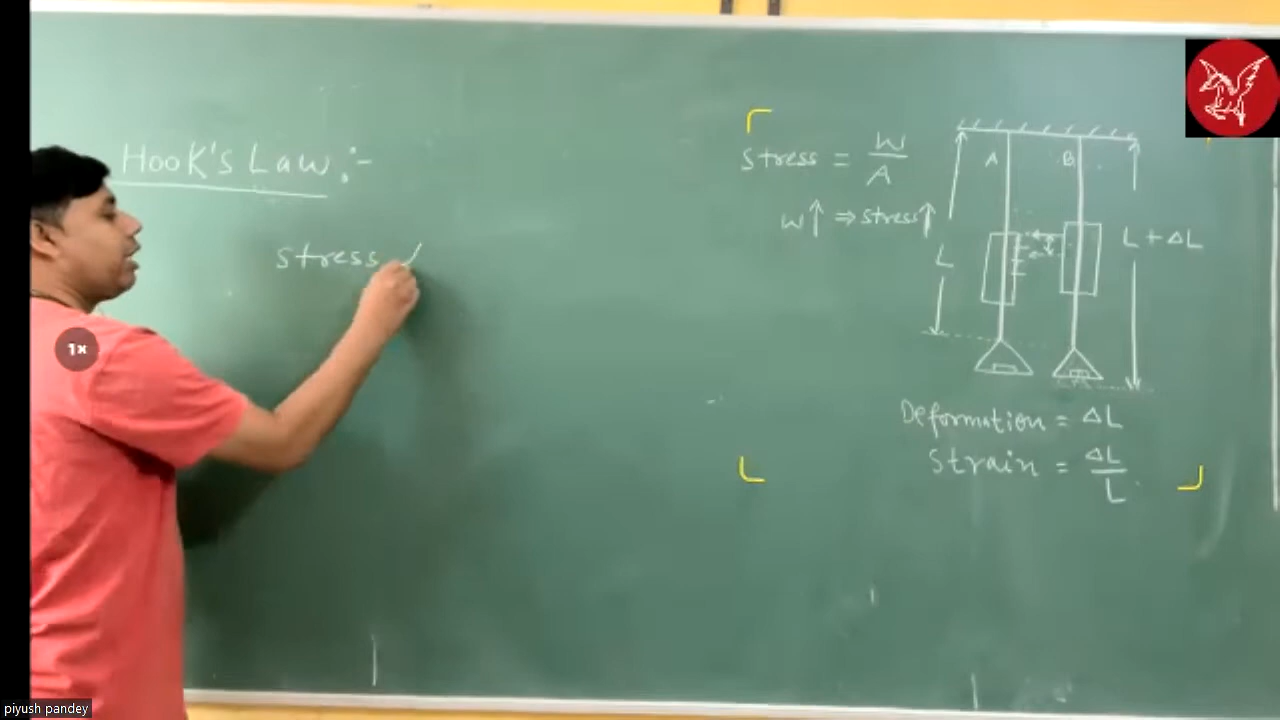 HooK's Law :-
stress
Stress = W/A
W↑ ⇒ stress↑
A
B
L
L + ΔL
Deformation = ΔL
Strain = ΔL/L
1x
piyush pandey